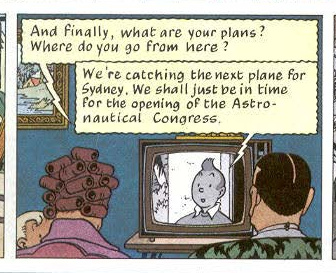 And finally, what are your plans?
Where do you go from here?
We're catching the next plane for
Sydney. We shall just be in time
for the opening of the Astro-
nautical Congress.